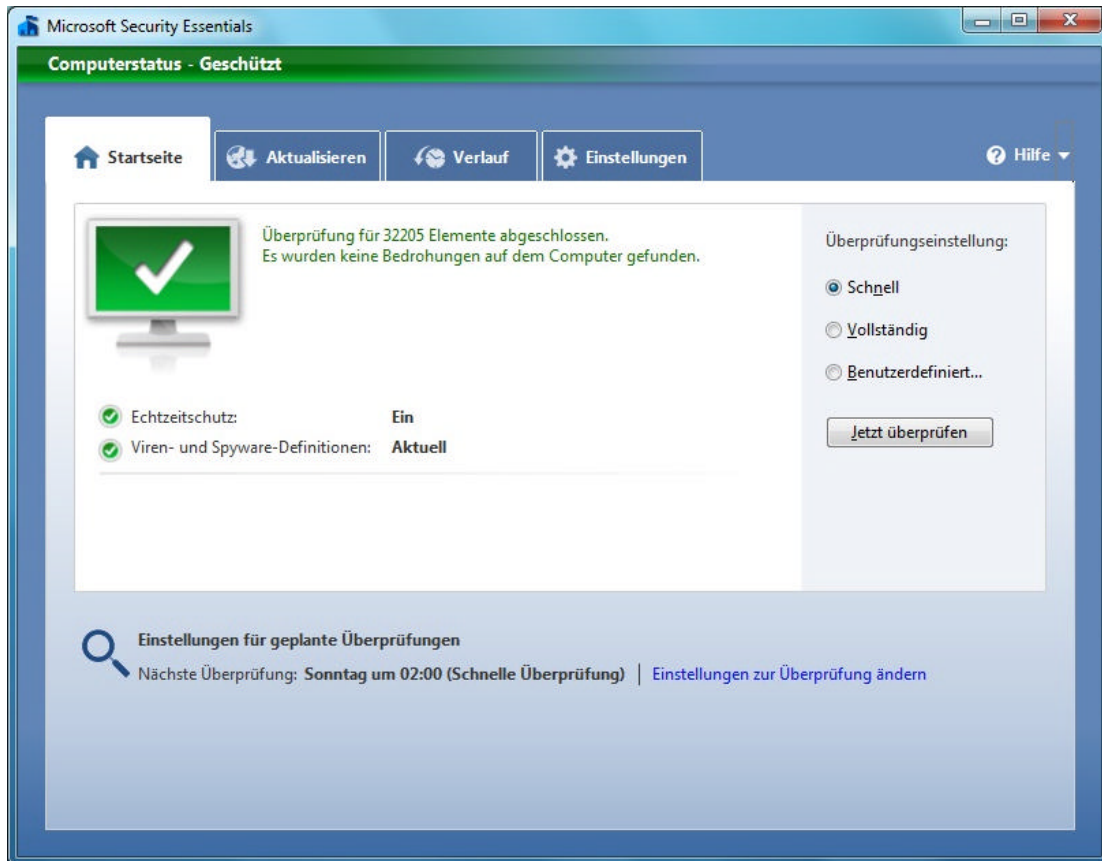 Microsoft Security Essentials
Computerstatus - Geschützt
Startseite
Aktualisieren
Verlauf
Einstellungen
Hilfe
Überprüfung für 32205 Elemente abgeschlossen.
Es wurden keine Bedrohungen auf dem Computer gefunden.
Echtzeitschutz: Ein
Viren- und Spyware-Definitionen: Aktuell
Überprüfungseinstellung:
Schnell
Vollständig
Benutzerdefiniert...
Jetzt überprüfen
Einstellungen für geplante Überprüfungen
Nächste Überprüfung: Sonntag um 02:00 (Schnelle Überprüfung) | Einstellungen zur Überprüfung ändern